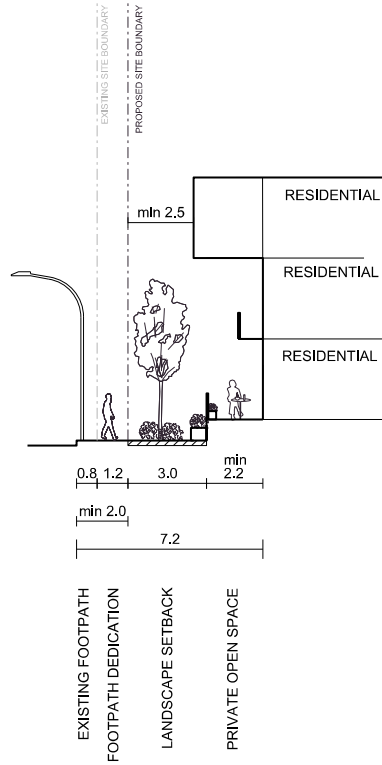 EXISTING SITE BOUNDARY
PROPOSED SITE BOUNDARY
RESIDENTIAL
min 2.5
RESIDENTIAL
RESIDENTIAL
min
0.8 1.2 3.0 2.2
min 2.0
7.2
EXISTING FOOTPATH
FOOTPATH DEDICATION
LANDSCAPE SETBACK
PRIVATE OPEN SPACE